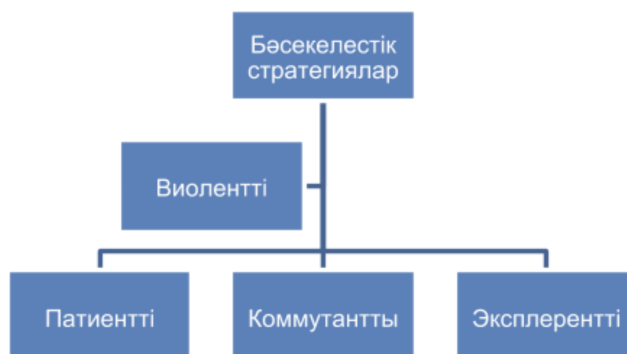 Бәсекелестік
стратегиялар
Виолентті
Патиентті
Коммутантты
Эксплерентті